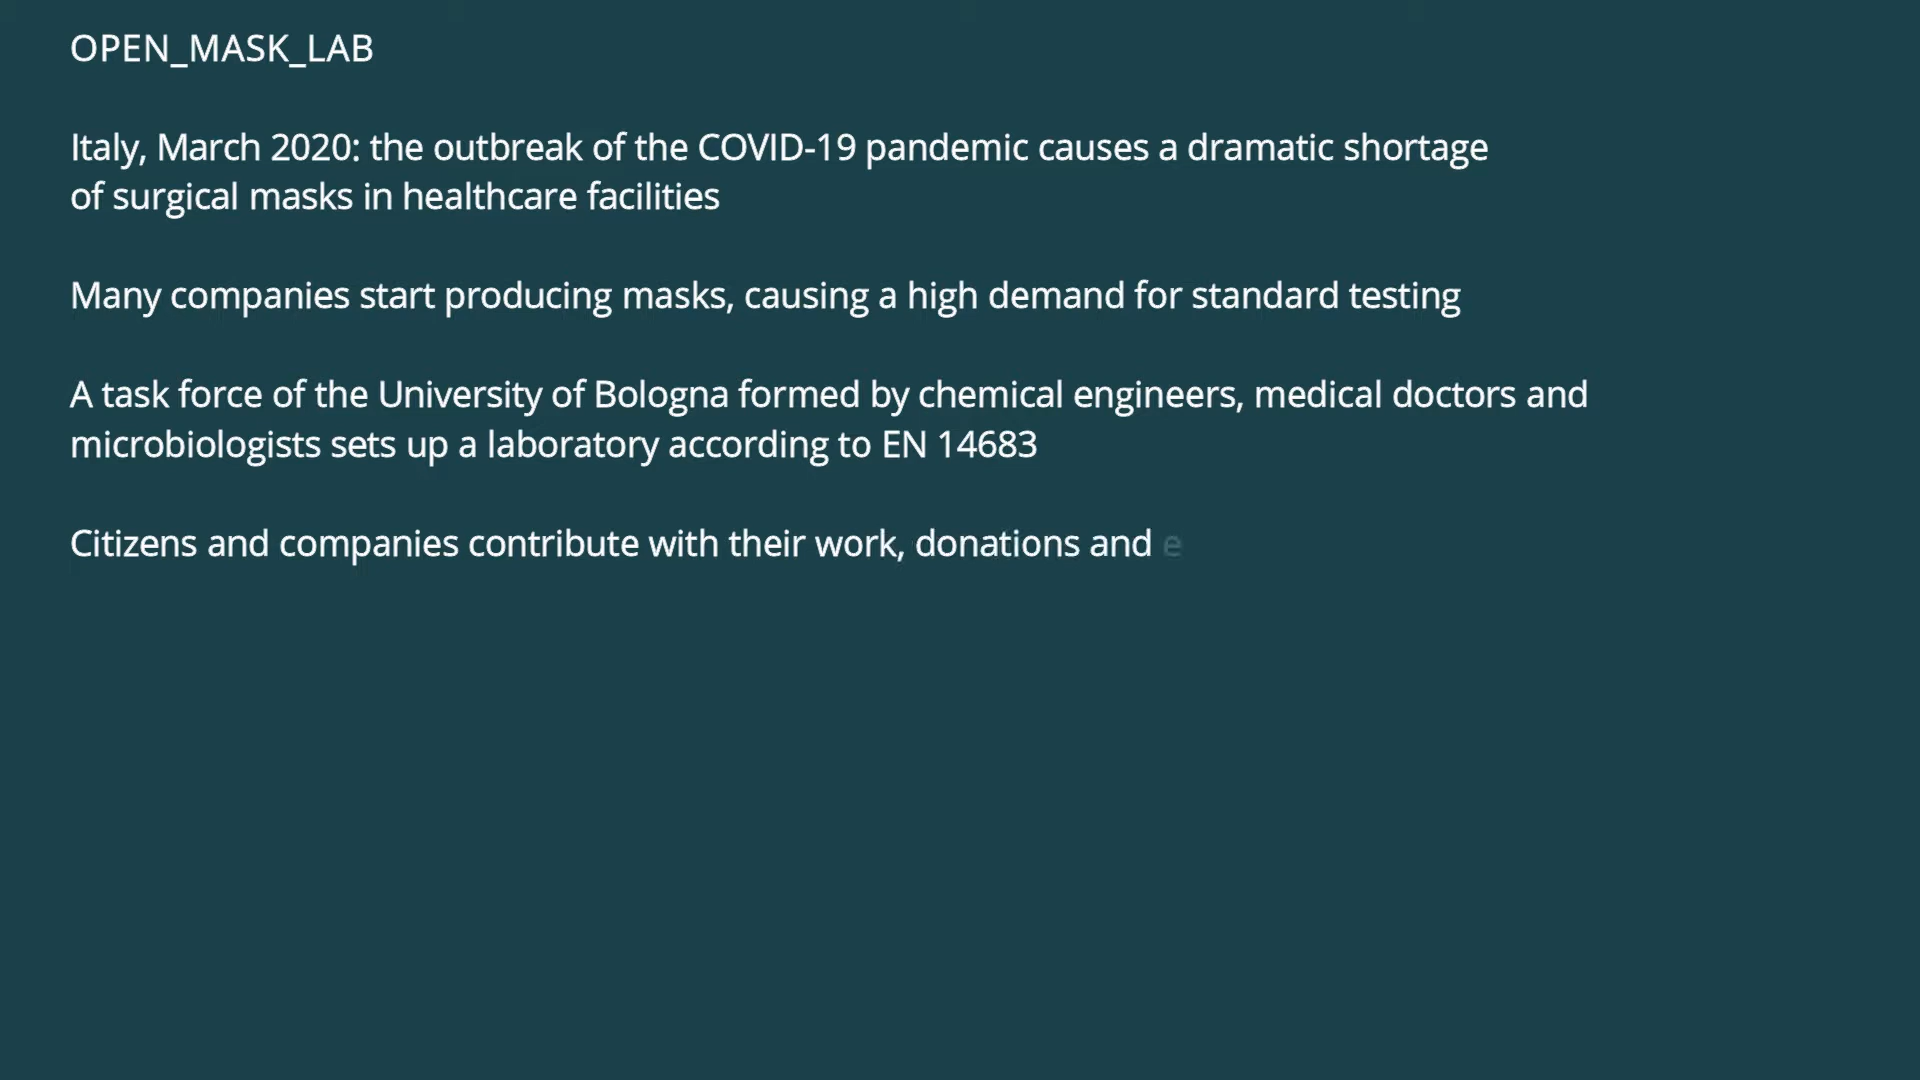 OPEN_MASK_LAB
Italy, March 2020: the outbreak of the COVID-19 pandemic causes a dramatic shortage
of surgical masks in healthcare facilities
Many companies start producing masks, causing a high demand for standard testing
A task force of the University of Bologna formed by chemical engineers, medical doctors and
microbiologists sets up a laboratory according to EN 14683
Citizens and companies contribute with their work, donations and e